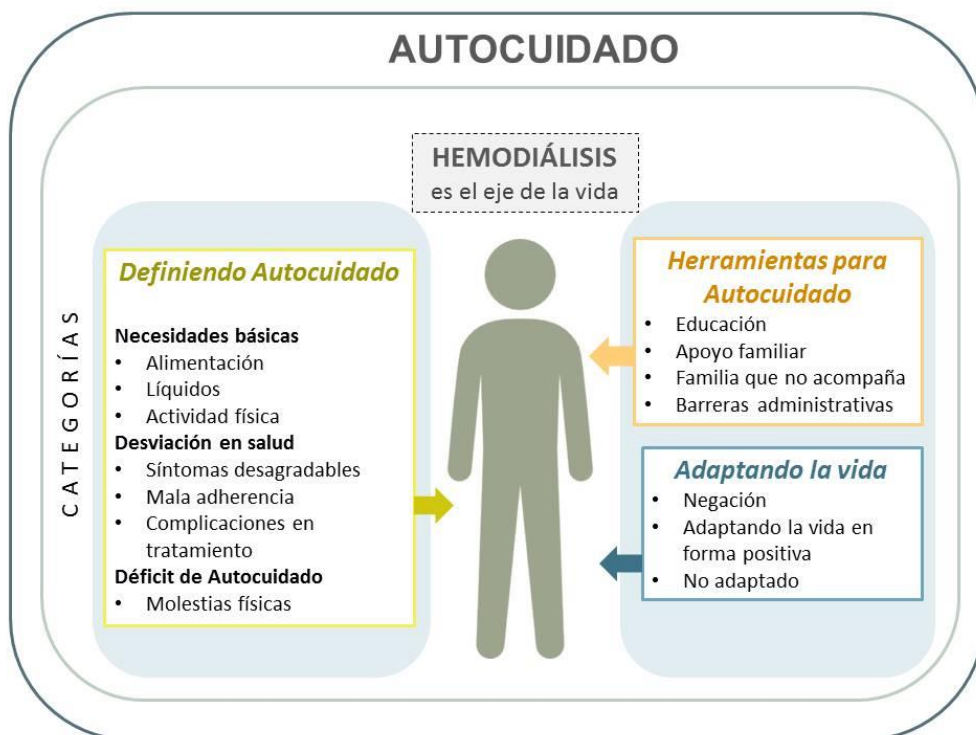 AUTOCUIDADO
HEMODIÁLISIS
es el eje de la vida
CATEGORÍAS
Definiendo Autocuidado
Necesidades básicas
• Alimentación
• Líquidos
• Actividad física
Desviación en salud
• Síntomas desagradables
• Mala adherencia
• Complicaciones en
tratamiento
Déficit de Autocuidado
• Molestias físicas
Herramientas para
Autocuidado
• Educación
• Apoyo familiar
• Familia que no acompaña
• Barreras administrativas
Adaptando la vida
• Negación
• Adaptando la vida en
forma positiva
• No adaptado